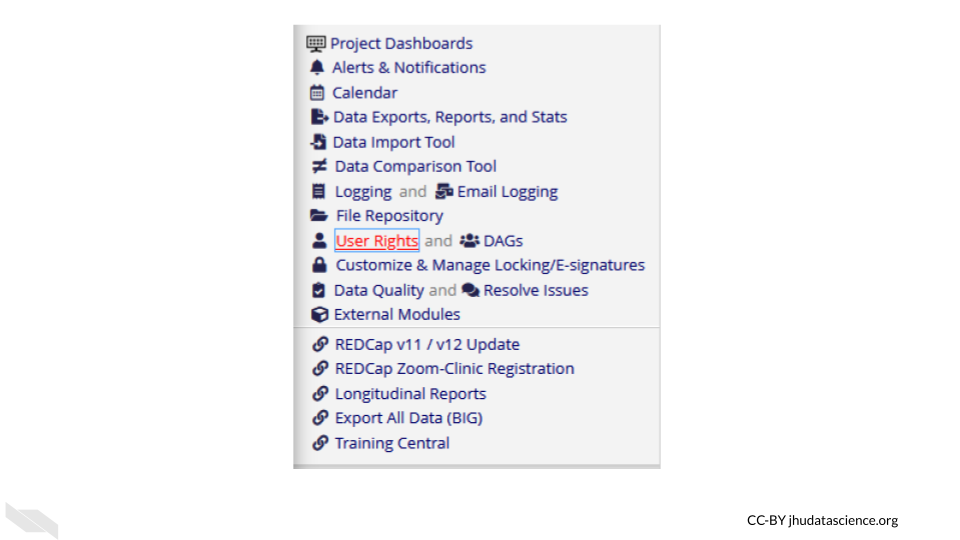 Project Dashboards
Alerts & Notifications
Calendar
Data Exports, Reports, and Stats
Data Import Tool
Data Comparison Tool
Logging and Email Logging
File Repository
User Rights and DAGs
Customize & Manage Locking/E-signatures
Data Quality and Resolve Issues
External Modules
REDCap v11 / v12 Update
REDCap Zoom-Clinic Registration
Longitudinal Reports
Export All Data (BIG)
Training Central
CC-BY jhudatascience.org